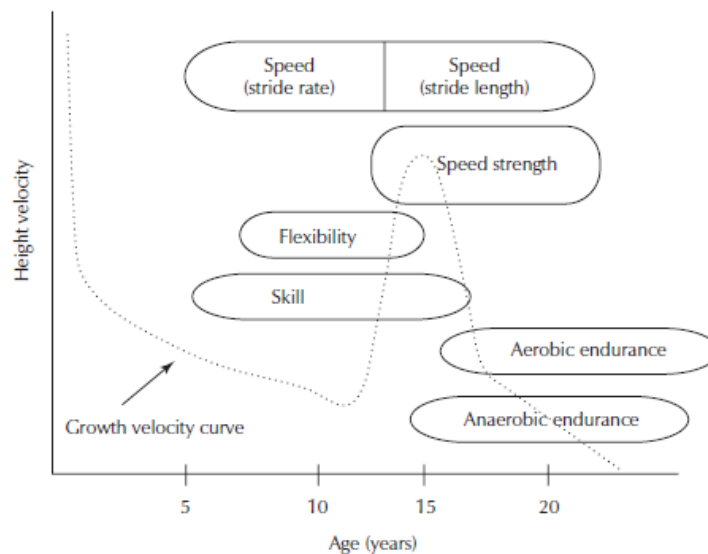 Speed
(stride rate)
Speed
(stride length)
Speed strength
Flexibility
Skill
Aerobic endurance
Anaerobic endurance
Growth velocity curve
Height velocity
5 10 15 20
Age (years)